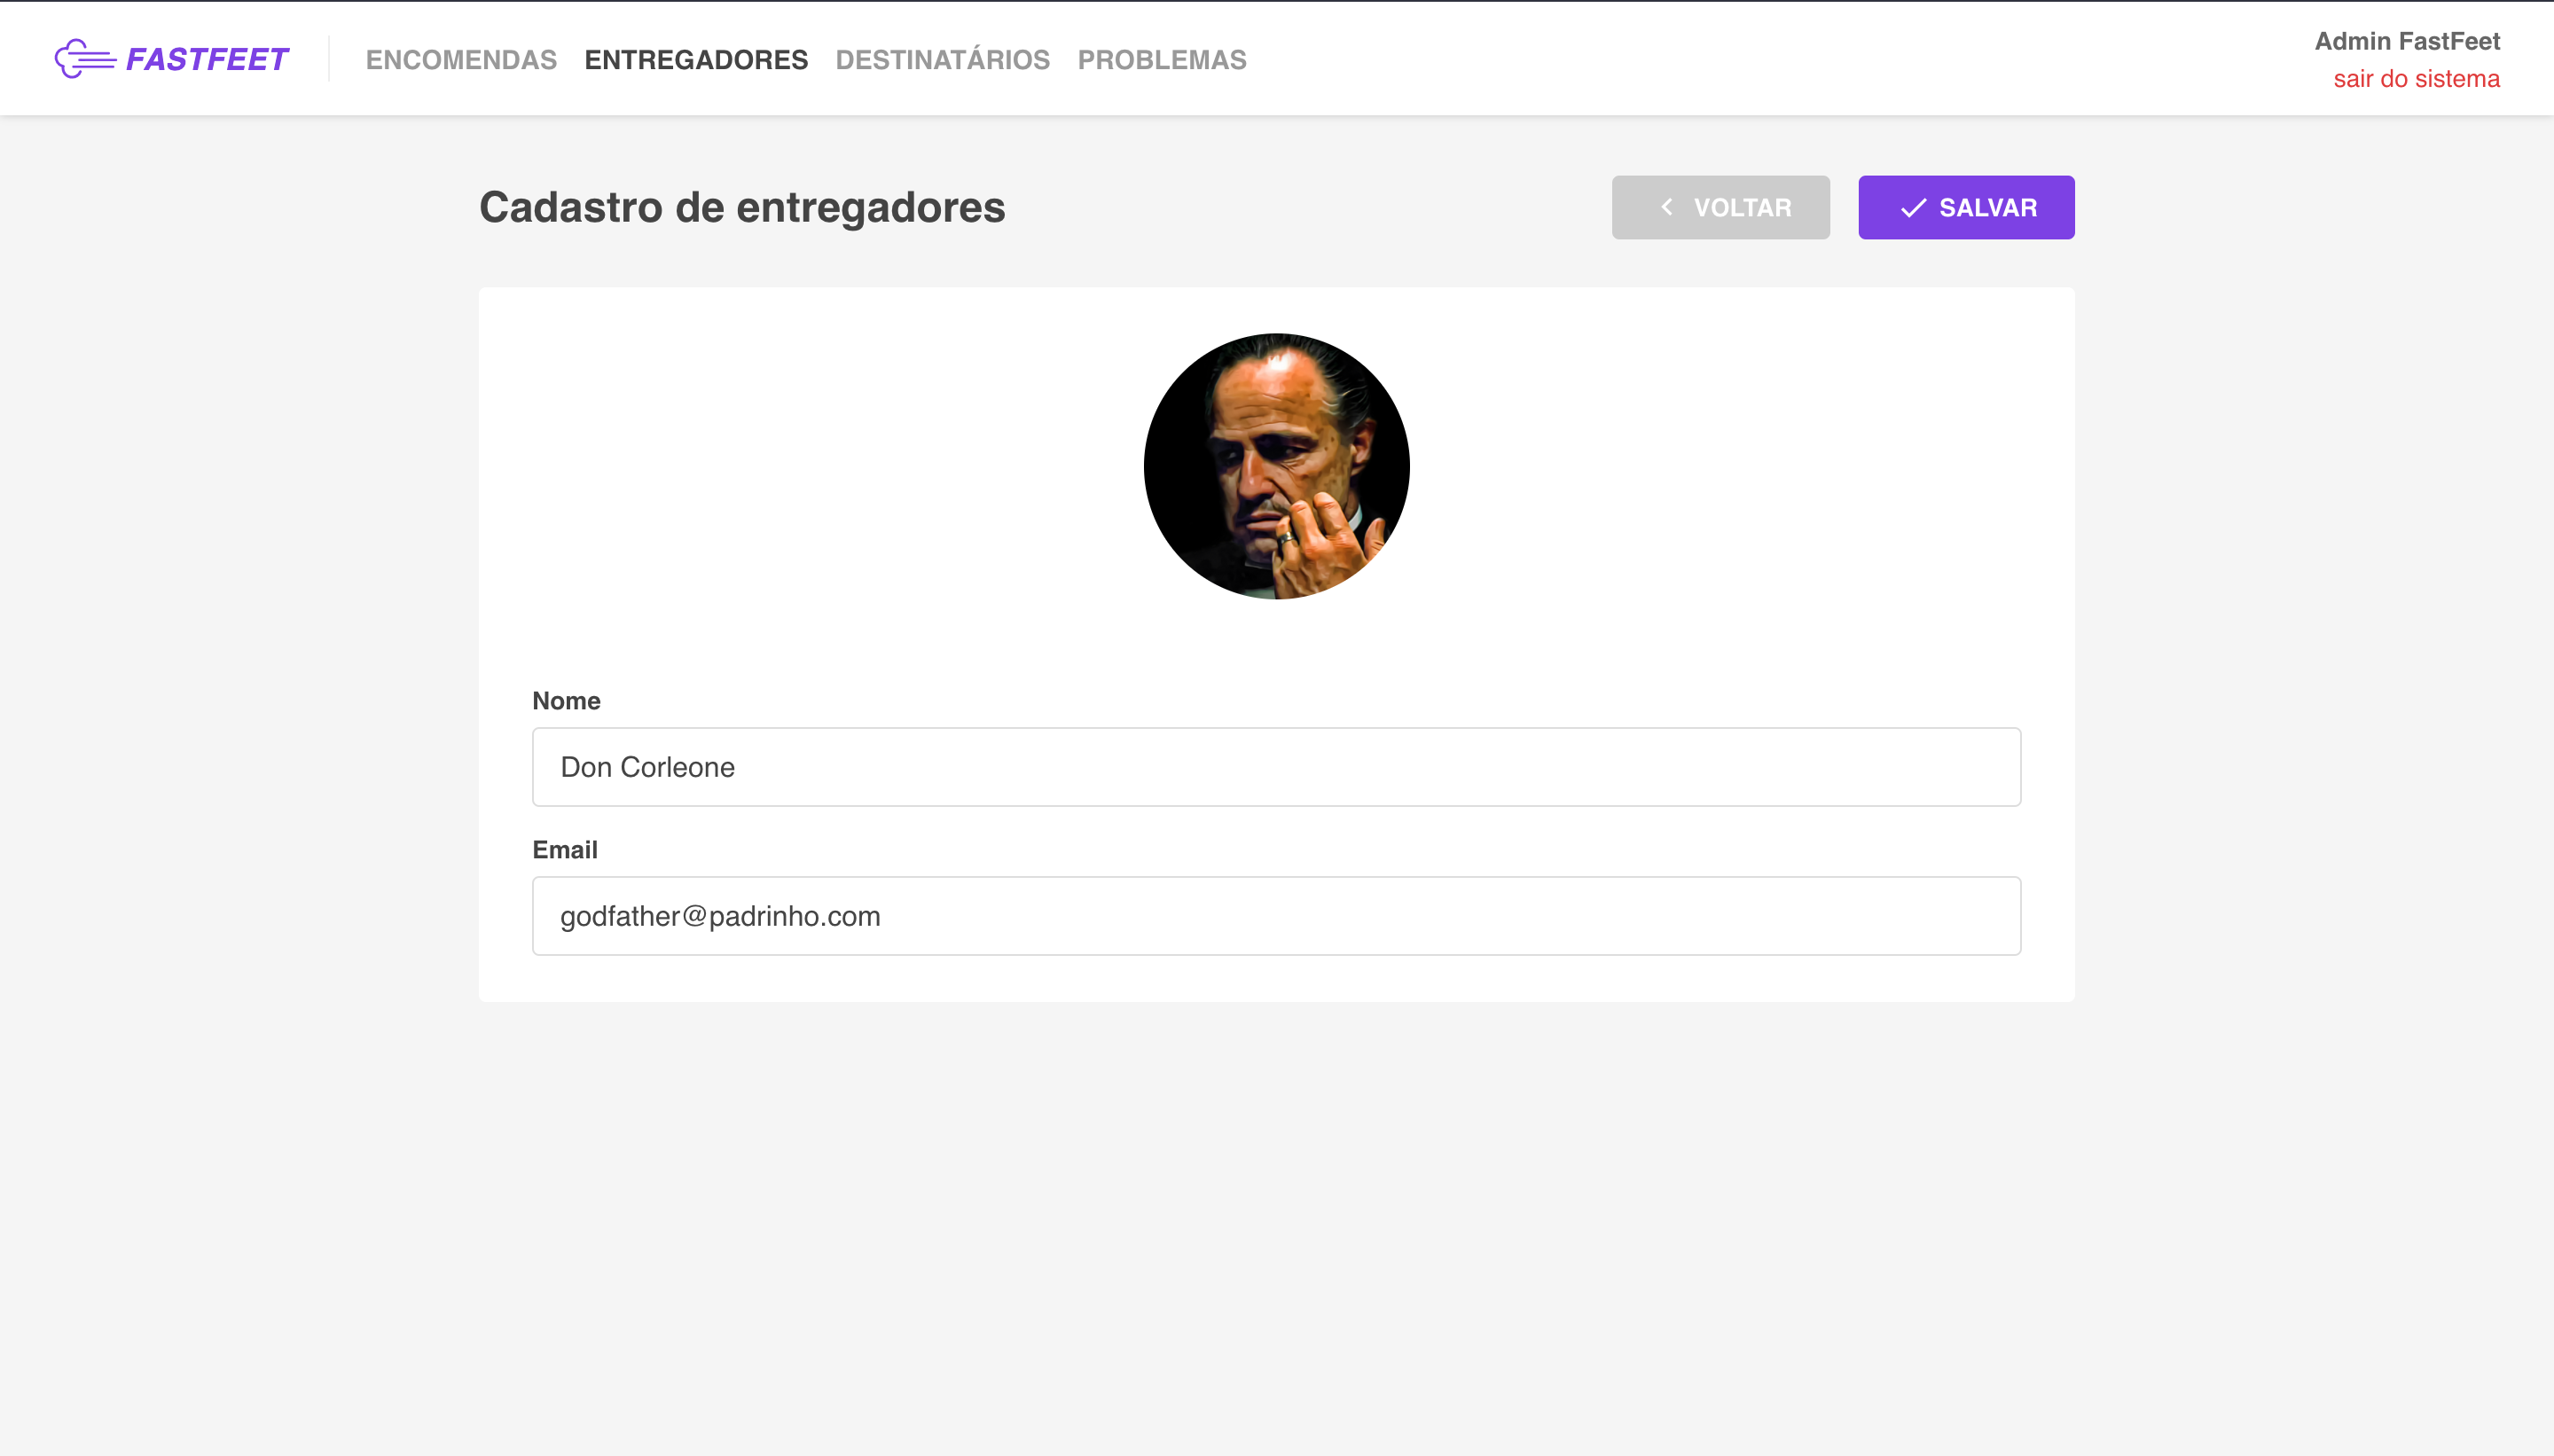 FASTFEET
ENCOMENDAS ENTREGADORES DESTINATÁRIOS PROBLEMAS
Admin FastFeet
sair do sistema
Cadastro de entregadores
VOLTAR
SALVAR
Nome
Don Corleone
Email
godfather@padrinho.com